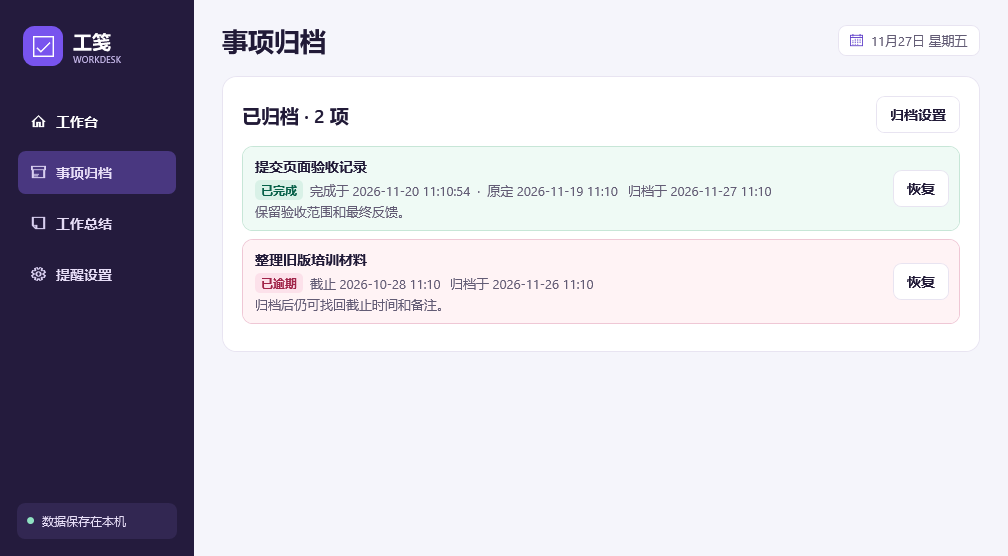 工笺
WORKDESK
工作台
事项归档
工作总结
提醒设置
数据保存在本机
事项归档
11月27日 星期五
已归档 · 2 项
归档设置
提交页面验收记录
已完成 完成于 2026-11-20 11:10:54 · 原定 2026-11-19 11:10 归档于 2026-11-27 11:10
保留验收范围和最终反馈。
恢复
整理旧版培训材料
已逾期 截止 2026-10-28 11:10 归档于 2026-11-26 11:10
归档后仍可找回截止时间和备注。
恢复